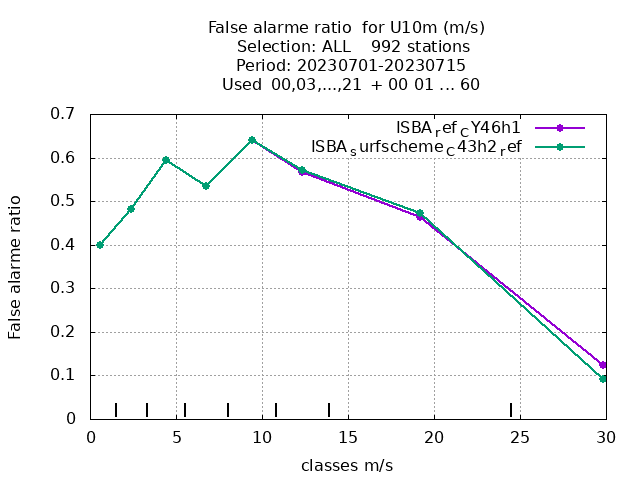 False alarme ratio  for U10m (m/s)
Selection: ALL    992 stations
Period: 20230701-20230715
Used  00,03,...,21  + 00 01 ... 60
ISBA_ref_CY46h1
ISBA_surfscheme_C43h2_ref
0.7
0.6
0.5
0.4
0.3
0.2
0.1
0
False alarme ratio
0 5 10 15 20 25 30
classes m/s